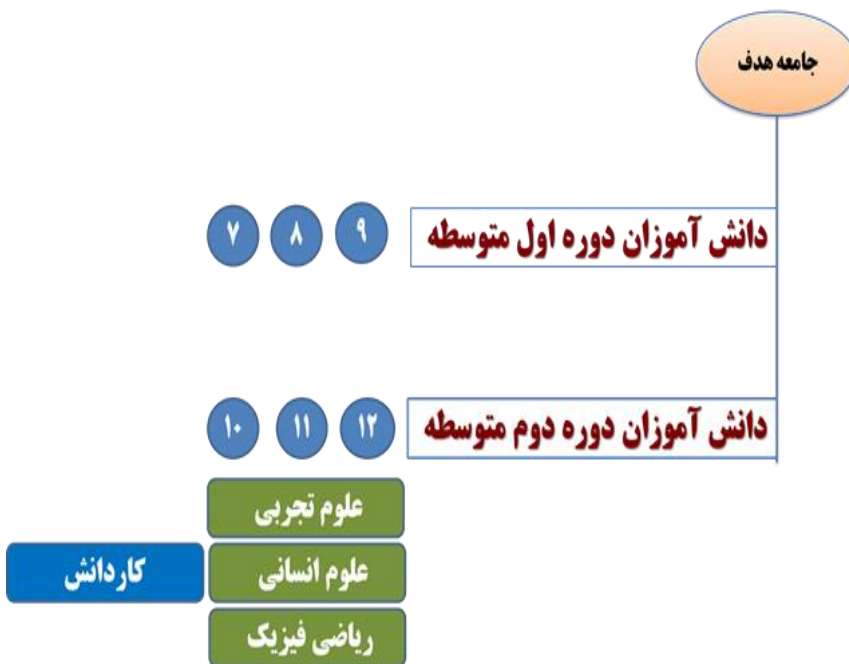 جامعه هدف
دانش آموزان دوره اول متوسطه
۹ ۸ ۷
دانش آموزان دوره دوم متوسطه
۱۲ ۱۱ ۱۰
علوم تجربی
علوم انسانی
کاردانش
ریاضی فیزیک